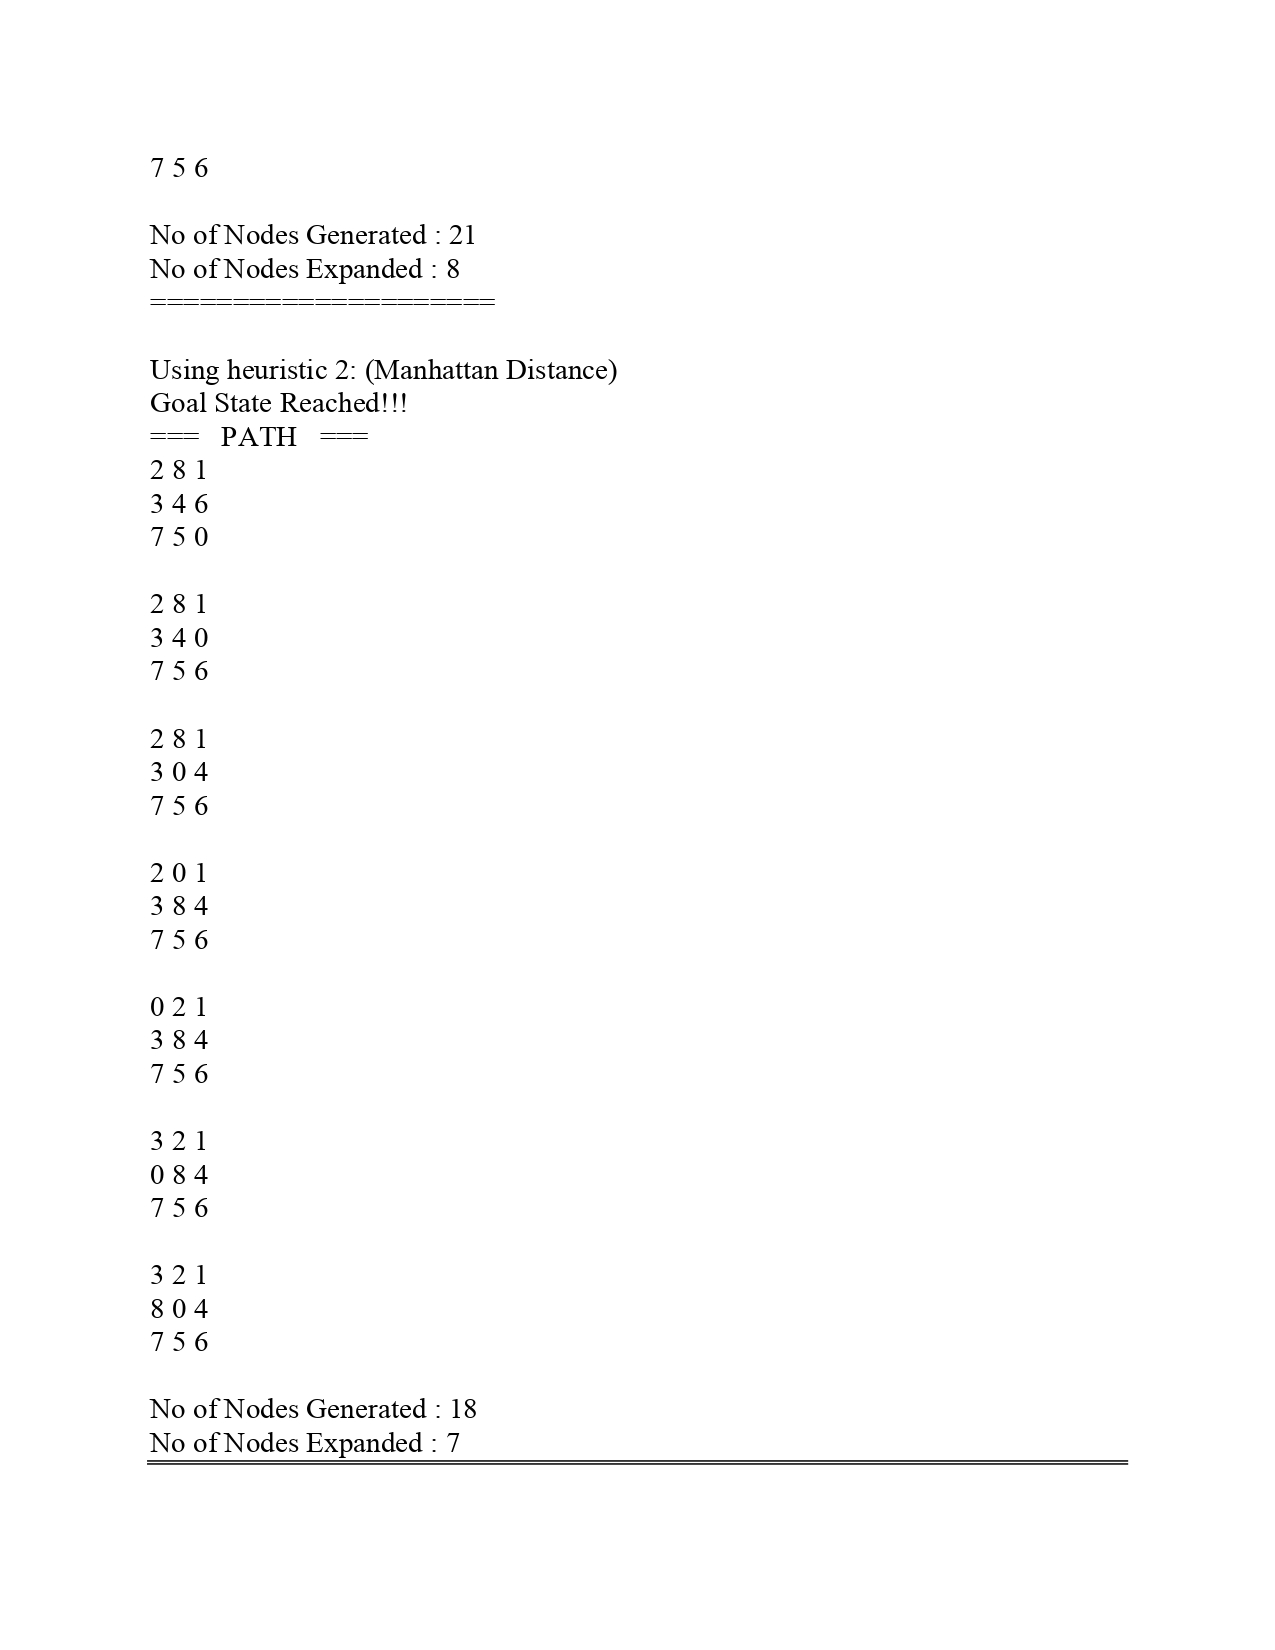 7 5 6
No of Nodes Generated : 21
No of Nodes Expanded : 8
=====================
Using heuristic 2: (Manhattan Distance)
Goal State Reached!!!
=== PATH ===
2 8 1
3 4 6
7 5 0
2 8 1
3 4 0
7 5 6
2 8 1
3 0 4
7 5 6
2 0 1
3 8 4
7 5 6
0 2 1
3 8 4
7 5 6
3 2 1
0 8 4
7 5 6
3 2 1
8 0 4
7 5 6
No of Nodes Generated : 18
No of Nodes Expanded : 7